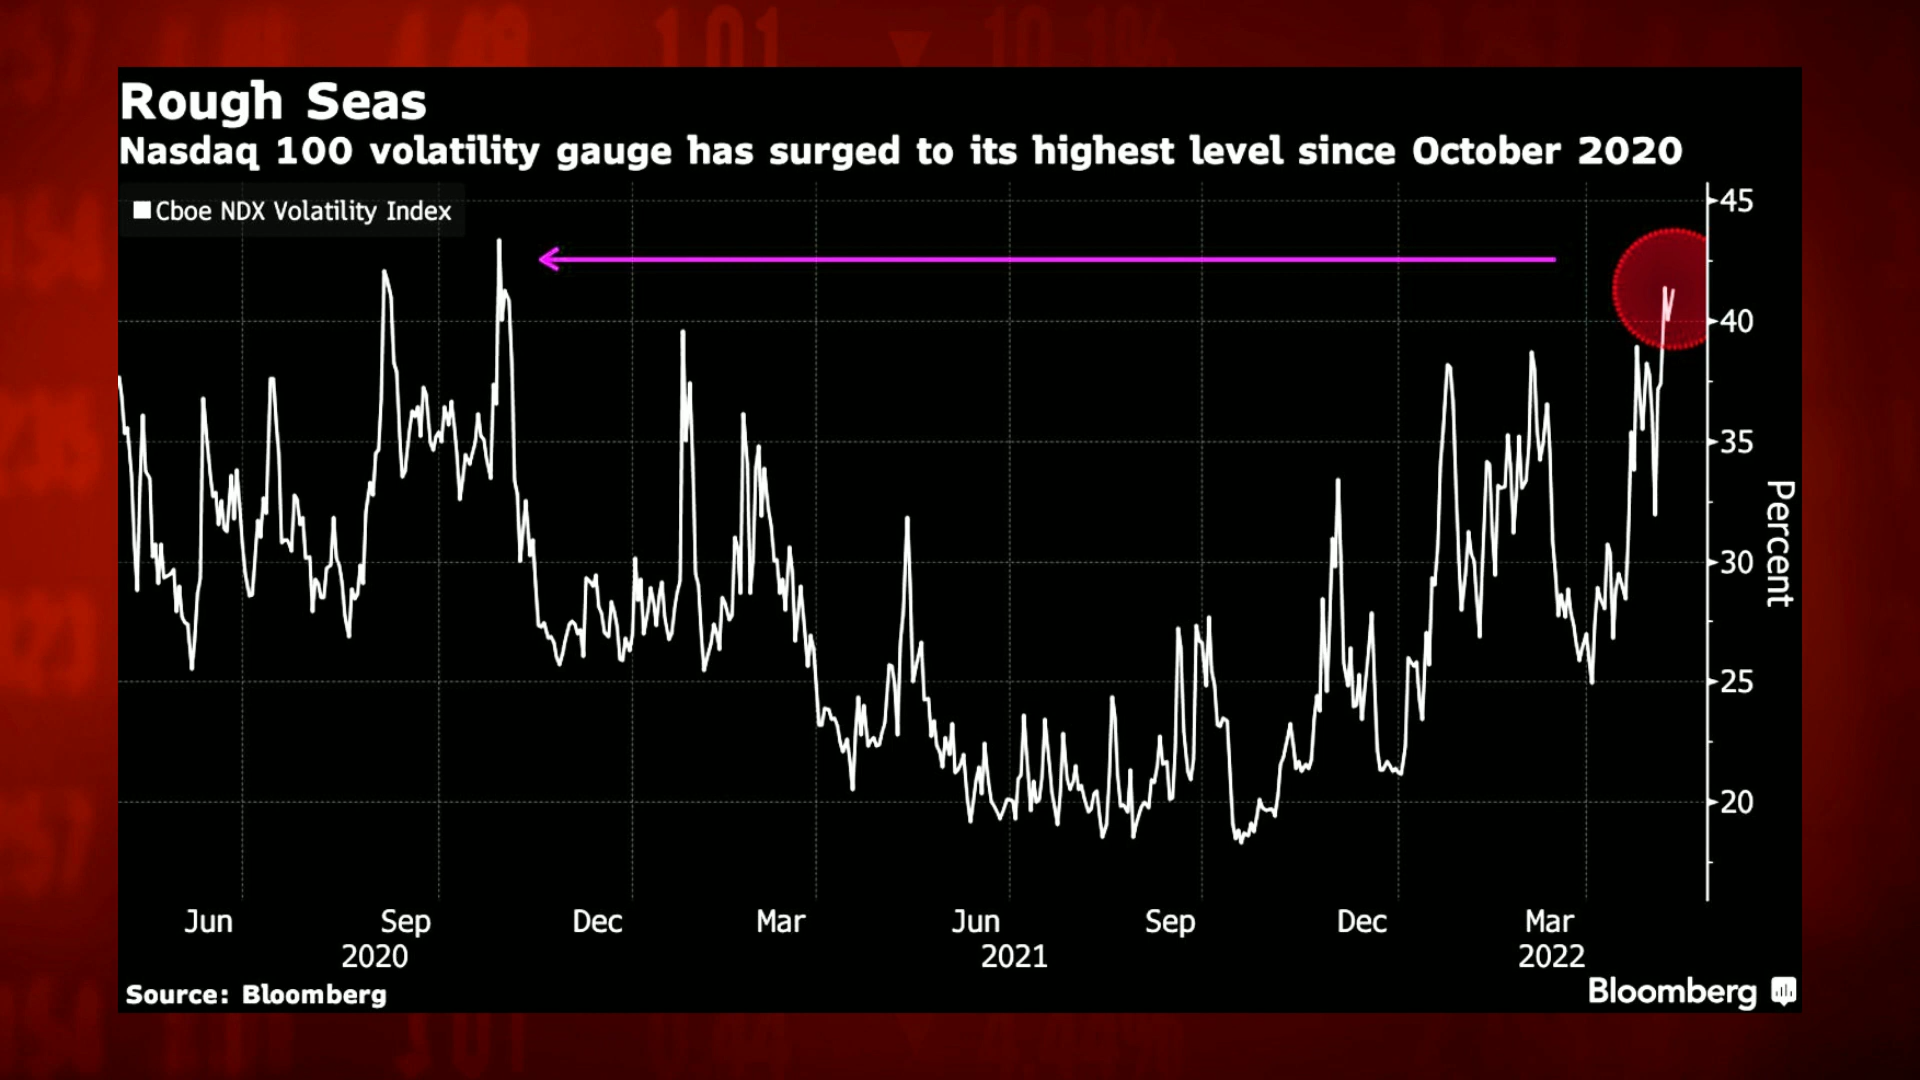 Rough Seas
Nasdaq 100 volatility gauge has surged to its highest level since October 2020
Cboe NDX Volatility Index
45
40
35
30
25
20
Percent
Jun Sep Dec Mar Jun Sep Dec Mar
2020 2021 2022
Source: Bloomberg
Bloomberg